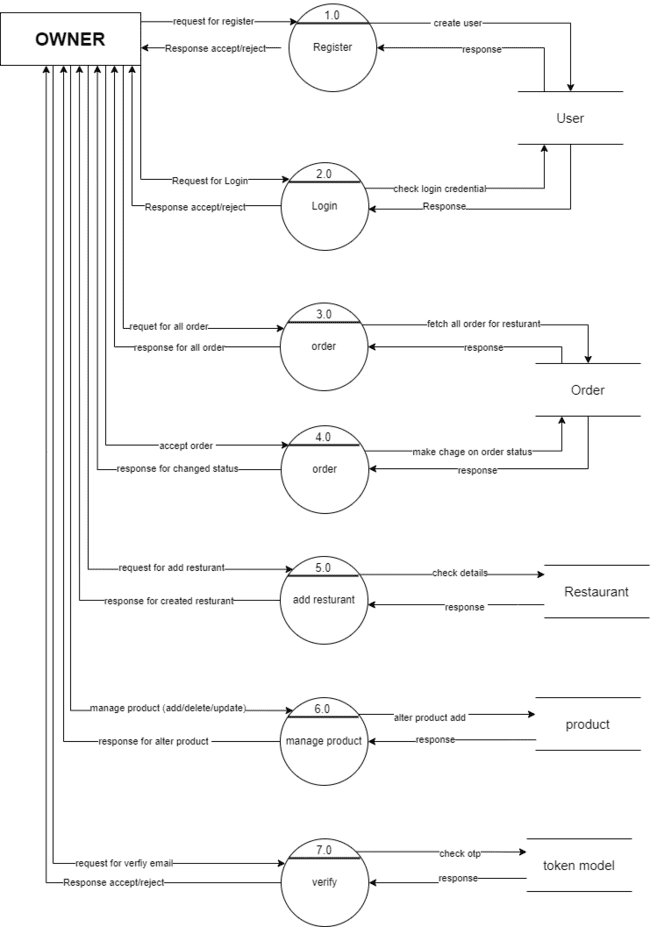 OWNER
request for register
1.0
create user
Response accept/reject
Register
response
User
Request for Login
2.0
check login credential
Response accept/reject
Login
Response
3.0
requet for all order
fetch all order for resturant
response for all order
order
response
Order
accept order
4.0
make chage on order status
response for changed status
order
response
request for add resturant
5.0
check details
response for created resturant
add resturant
response
Restaurant
manage product (add/delete/update)
6.0
alter product add
response for alter product
manage product
response
product
request for verfiy email
7.0
check otp
Response accept/reject
verify
response
token model